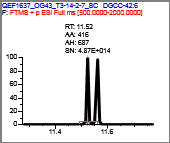 QEF1637_OG43_T3-14-2-7_SC DGCC-42:6
F: FTMS + p ESI Full ms [500.0000-2000.0000]
RT: 11.52
AA: 416
AH: 687
SN: 4.87E+014
100
80
60
40
20
0
11.4
11.6